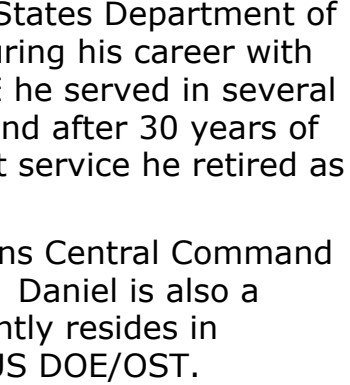 States Department of
uring his career with
he served in several
nd after 30 years of
t service he retired as
ns Central Command
Daniel is also a
ntly resides in
US DOE/OST.